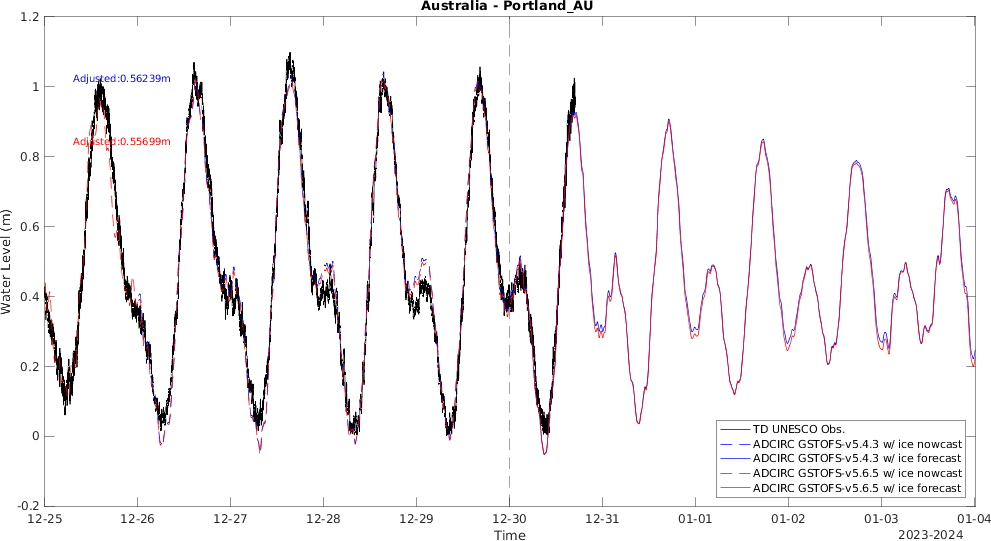 Australia - Portland_AU
1.2
1
0.8
0.6
0.4
0.2
0
-0.2
Water Level (m)
Adjusted:0.56239m
Adjusted:0.55699m
TD UNESCO Obs.
ADCIRC GSTOFS-v5.4.3 w/ ice nowcast
ADCIRC GSTOFS-v5.4.3 w/ ice forecast
ADCIRC GSTOFS-v5.6.5 w/ ice nowcast
ADCIRC GSTOFS-v5.6.5 w/ ice forecast
12-25 12-26 12-27 12-28 12-29 12-30 12-31 01-01 01-02 01-03 01-04
Time
2023-2024